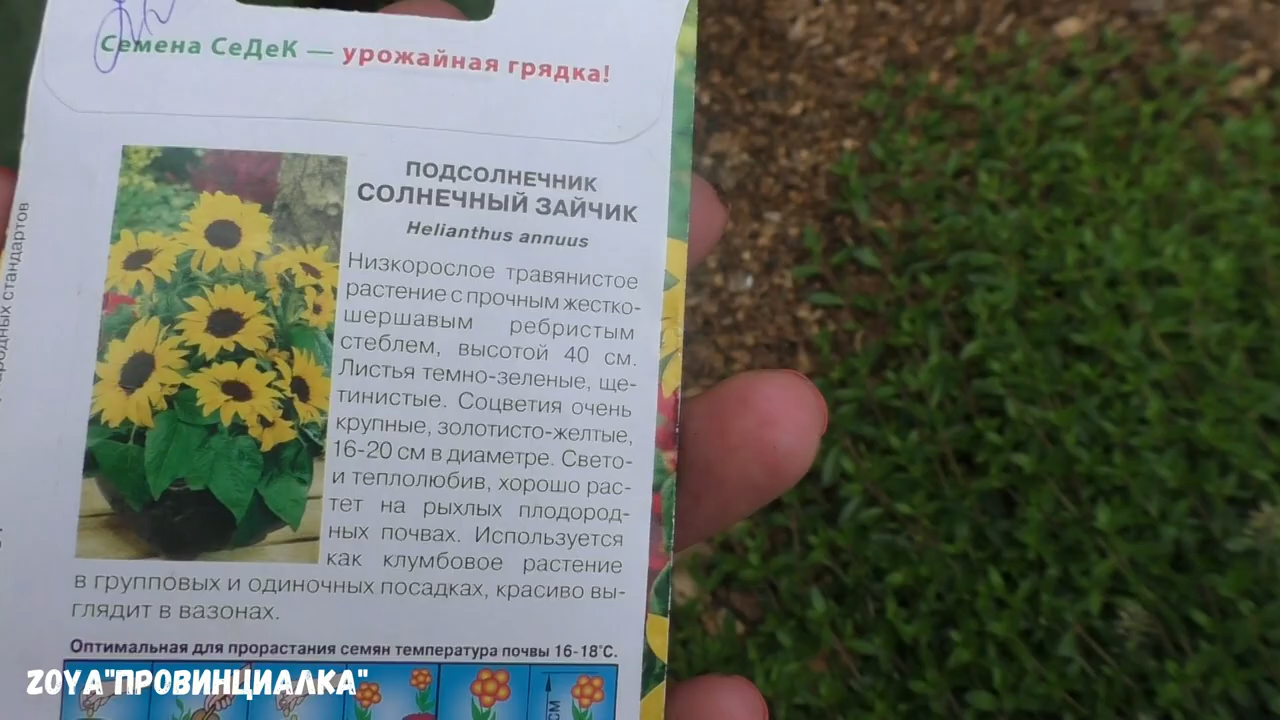 Семена СеДеК — урожайная грядка!
ПОДСОЛНЕЧНИК
СОЛНЕЧНЫЙ ЗАЙЧИК
Helianthus annuus
Низкорослое травянистое
растение с прочным жестко-
шершавым ребристым
стеблем, высотой 40 см.
Листья темно-зеленые, ще-
тинистые. Соцветия очень
крупные, золотисто-желтые,
16-20 см в диаметре. Свето-
и теплолюбив, хорошо рас-
тет на рыхлых плодород-
ных почвах. Используется
как клумбовое растение
в групповых и одиночных посадках, красиво вы-
глядит в вазонах.
Оптимальная для прорастания семян температура почвы 16-18°С.
см
ZOYA"ПРОВИНЦИАЛКА"
стандартов